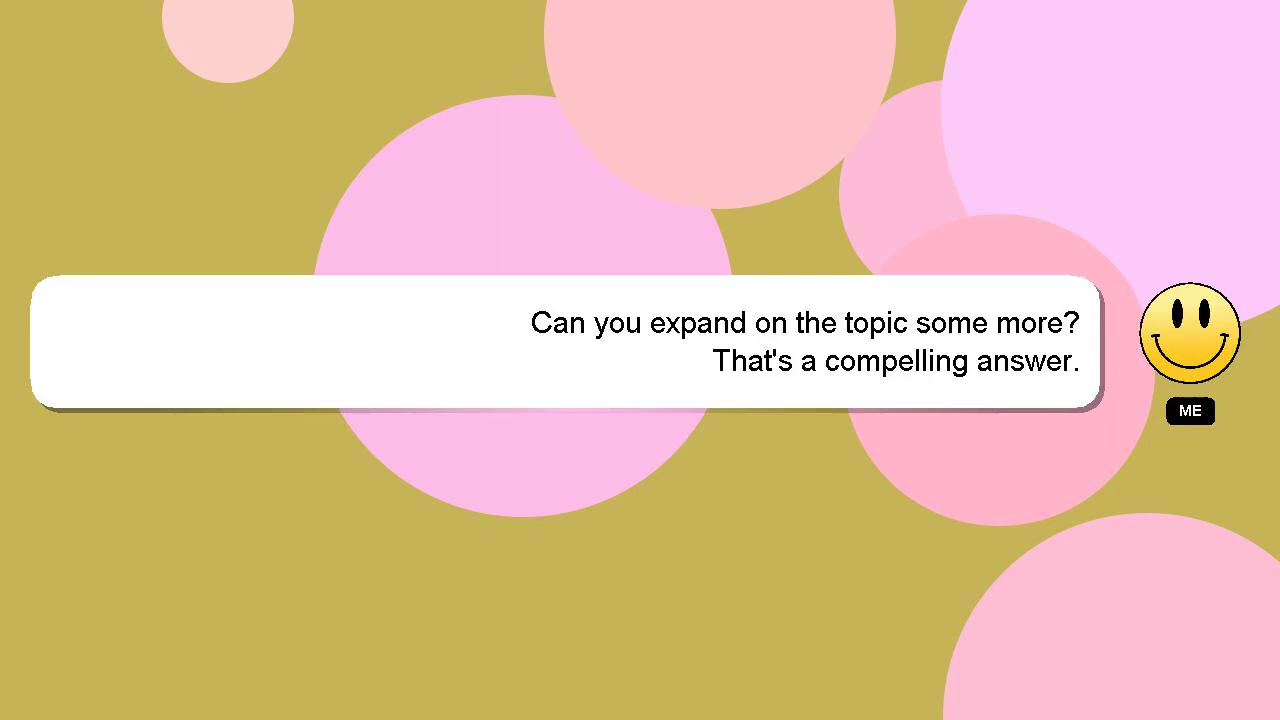 Can you expand on the topic some more?
That's a compelling answer.
ME